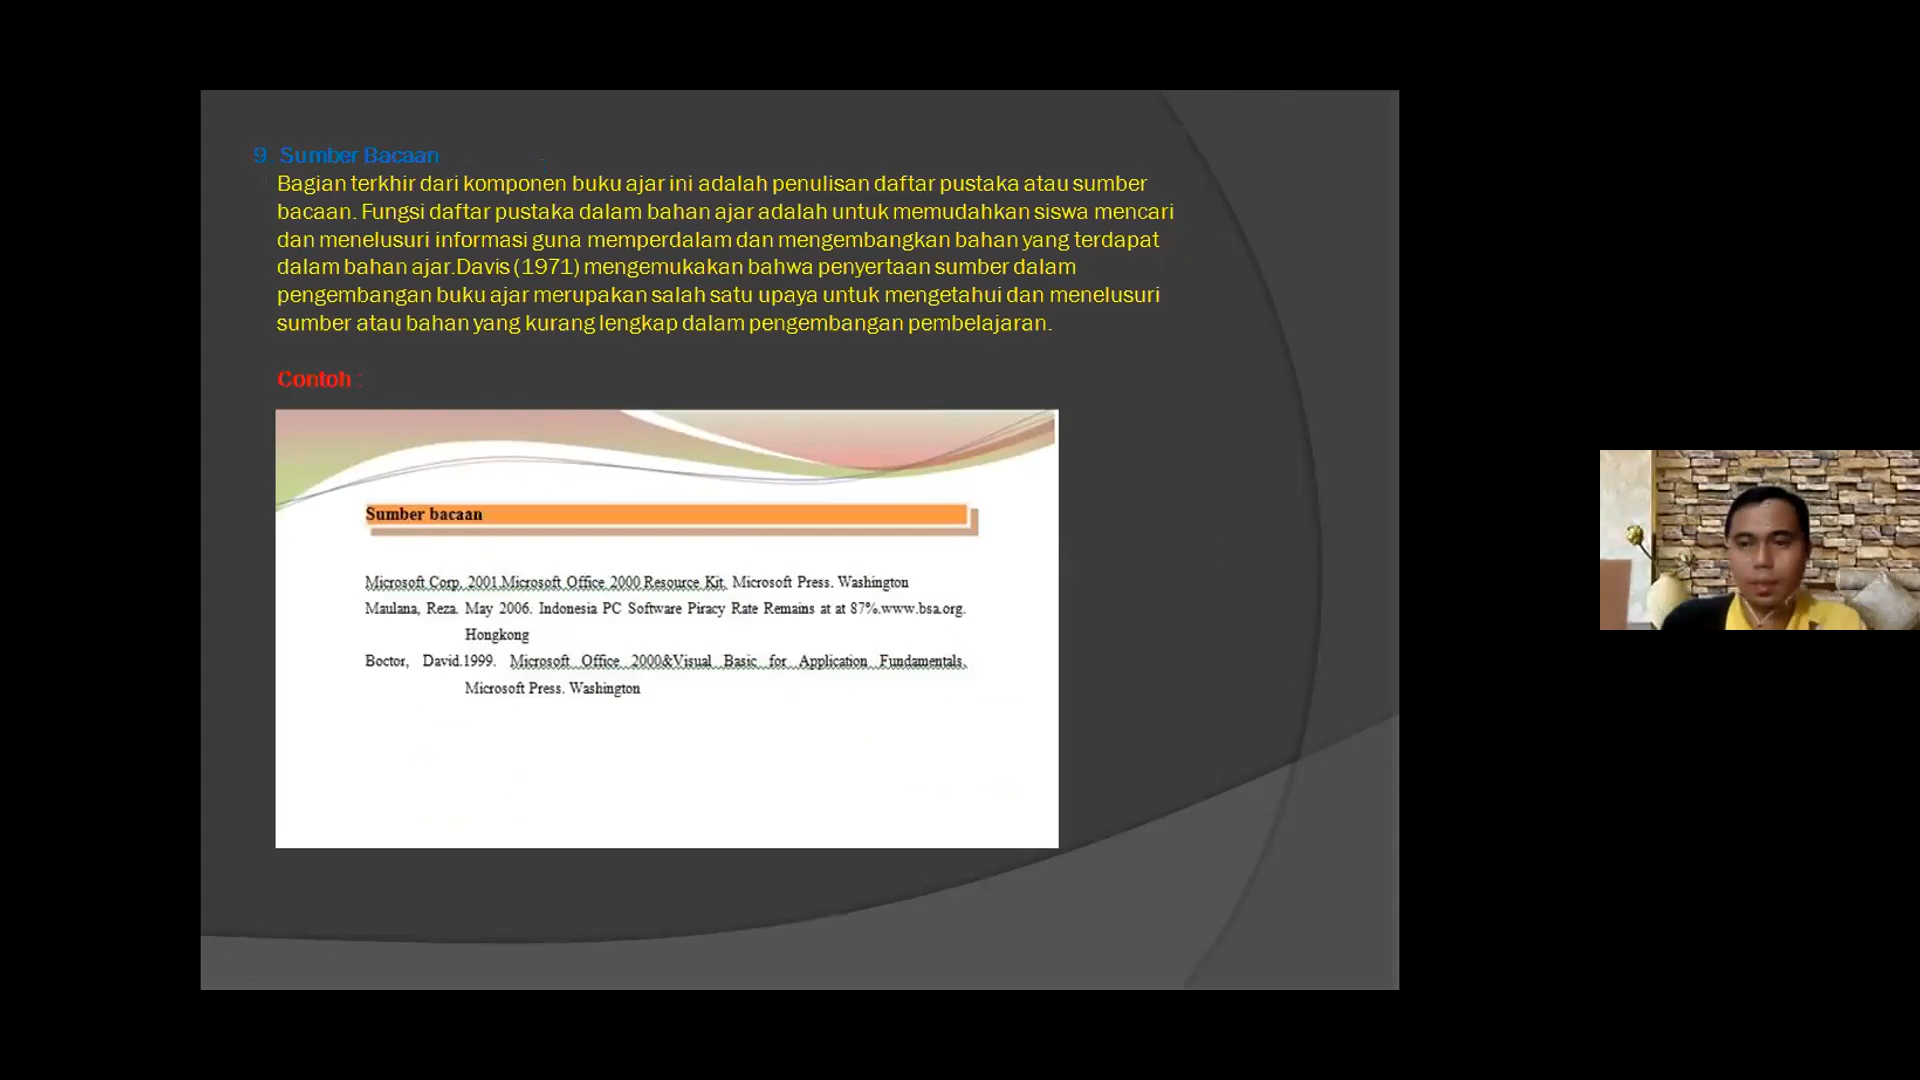 9. Sumber Bacaan
Bagian terkhir dari komponen buku ajar ini adalah penulisan daftar pustaka atau sumber
bacaan. Fungsi daftar pustaka dalam bahan ajar adalah untuk memudahkan siswa mencari
dan menelusuri informasi guna memperdalam dan mengembangkan bahan yang terdapat
dalam bahan ajar.Davis (1971) mengemukakan bahwa penyertaan sumber dalam
pengembangan buku ajar merupakan salah satu upaya untuk mengetahui dan menelusuri
sumber atau bahan yang kurang lengkap dalam pengembangan pembelajaran.
Contoh :
Sumber bacaan
Microsoft Corp. 2001.Microsoft Office 2000 Resource Kit. Microsoft Press. Washington
Maulana, Reza. May 2006. Indonesia PC Software Piracy Rate Remains at at 87%.www.bsa.org.
Hongkong
Boctor, David.1999. Microsoft Office 2000&Visual Basic for Application Fundamentals.
Microsoft Press. Washington